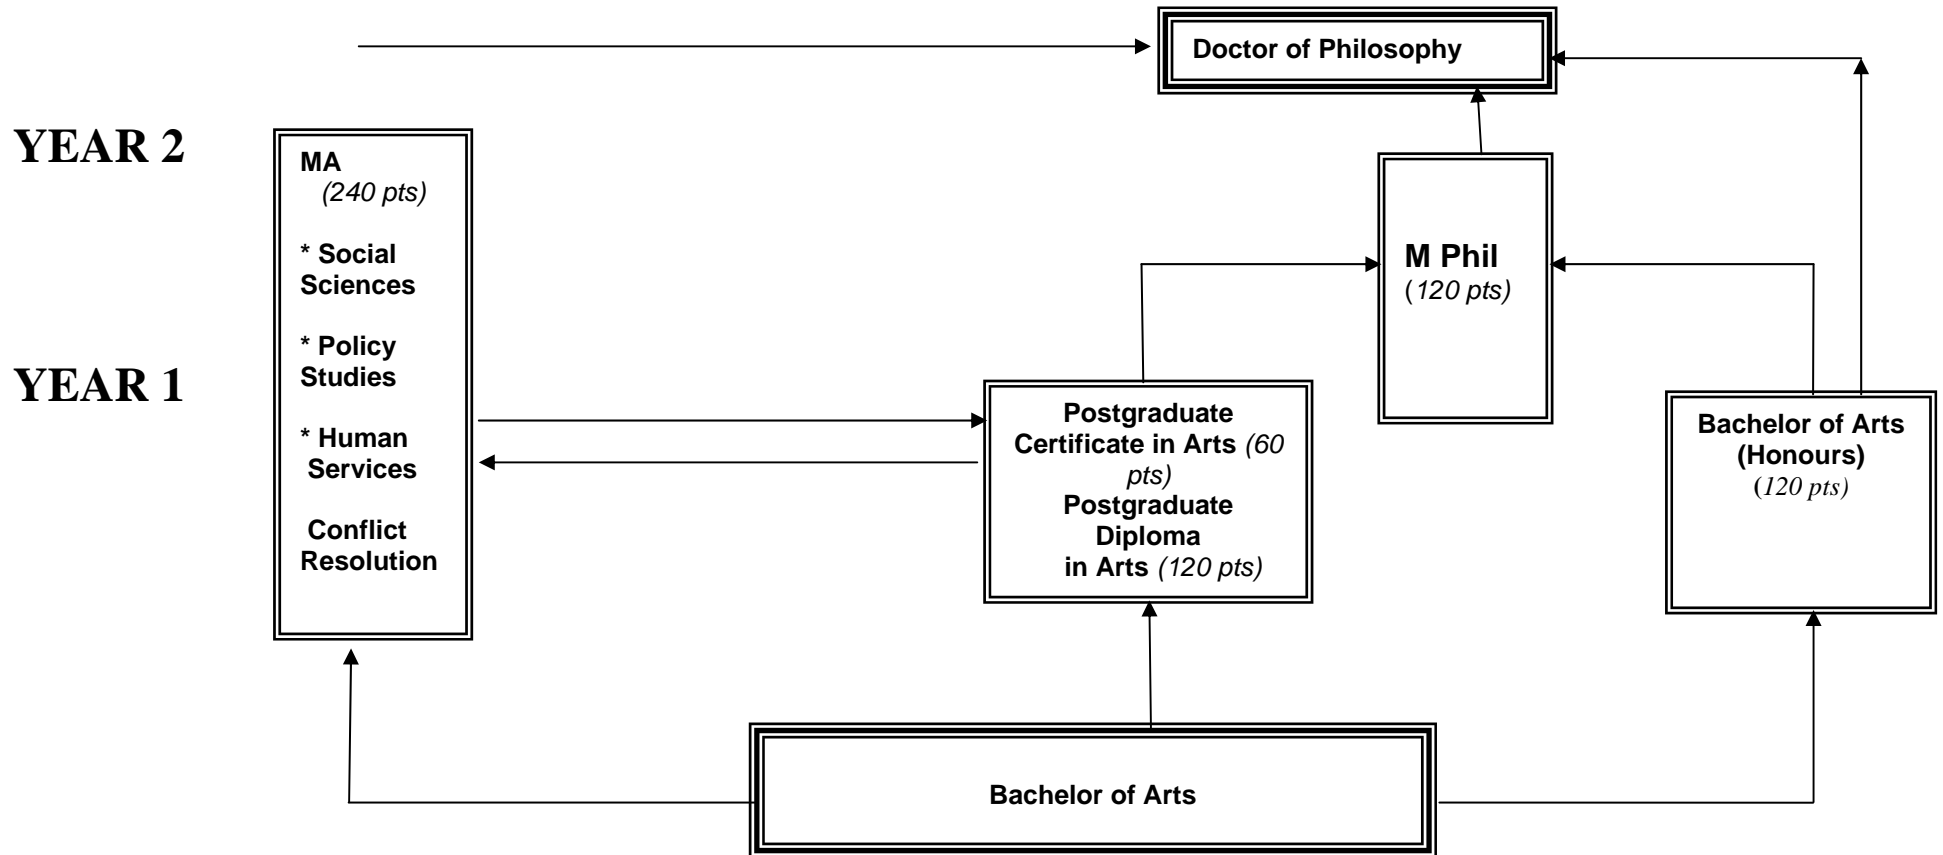 Doctor of Philosophy
YEAR 2
MA
(240 pts)
* Social
Sciences
* Policy
Studies
* Human
Services
Conflict
Resolution
M Phil
(120 pts)
YEAR 1
Postgraduate
Certificate in Arts (60
pts)
Postgraduate
Diploma
in Arts (120 pts)
Bachelor of Arts
(Honours)
(120 pts)
Bachelor of Arts